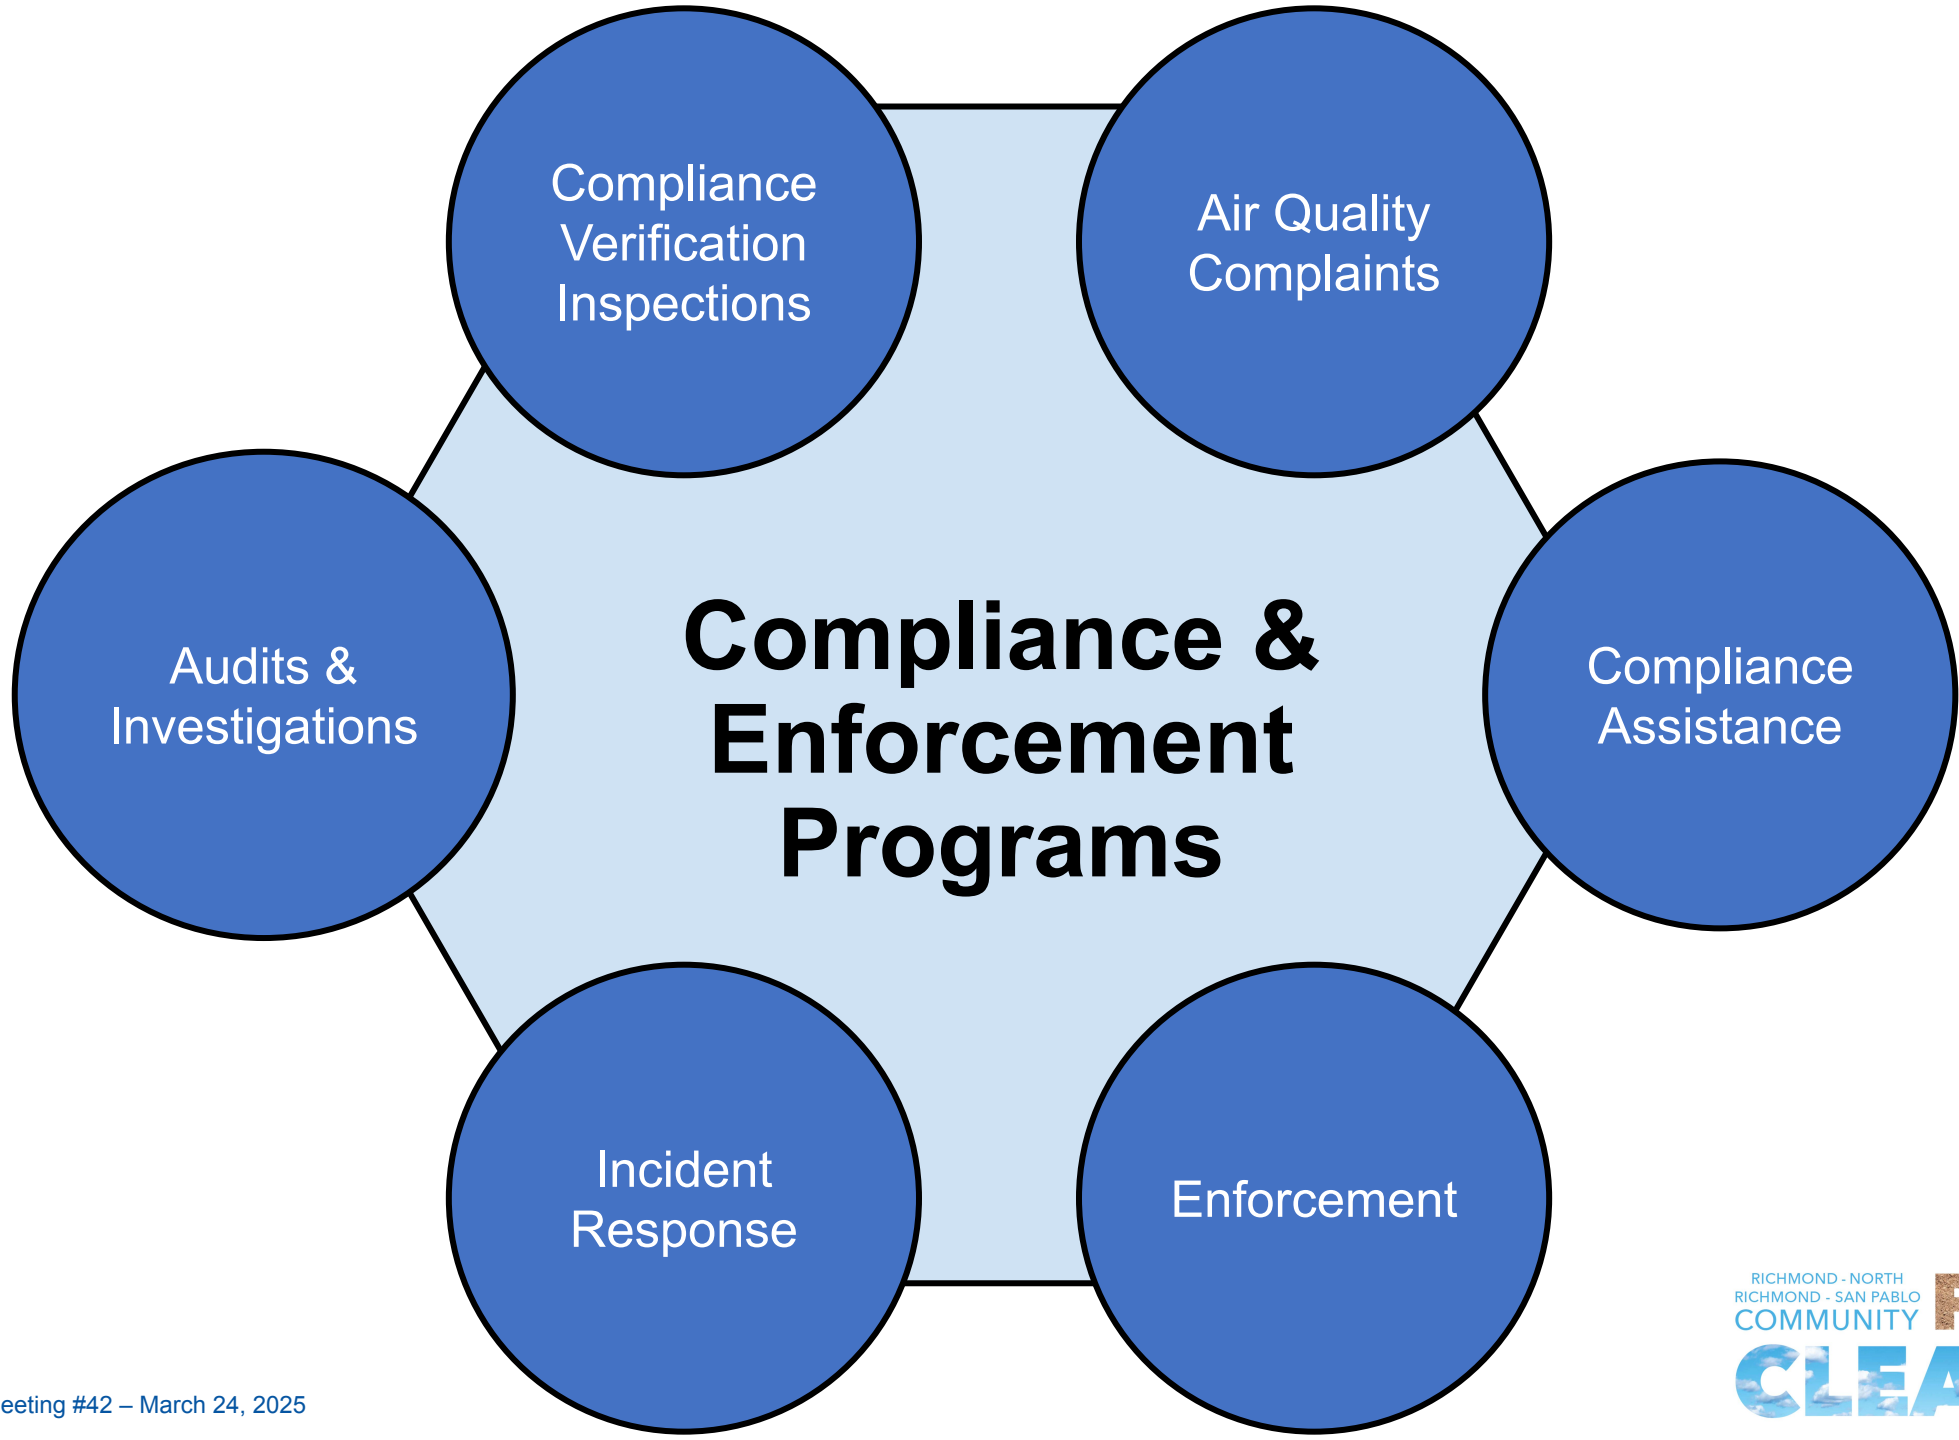 Compliance
Verification
Inspections
Air Quality
Complaints
Audits &
Investigations
Compliance &
Enforcement
Programs
Compliance
Assistance
Incident
Response
Enforcement
RICHMOND - NORTH
RICHMOND - SAN PABLO
COMMUNITY
CLEA
eeting #42 – March 24, 2025